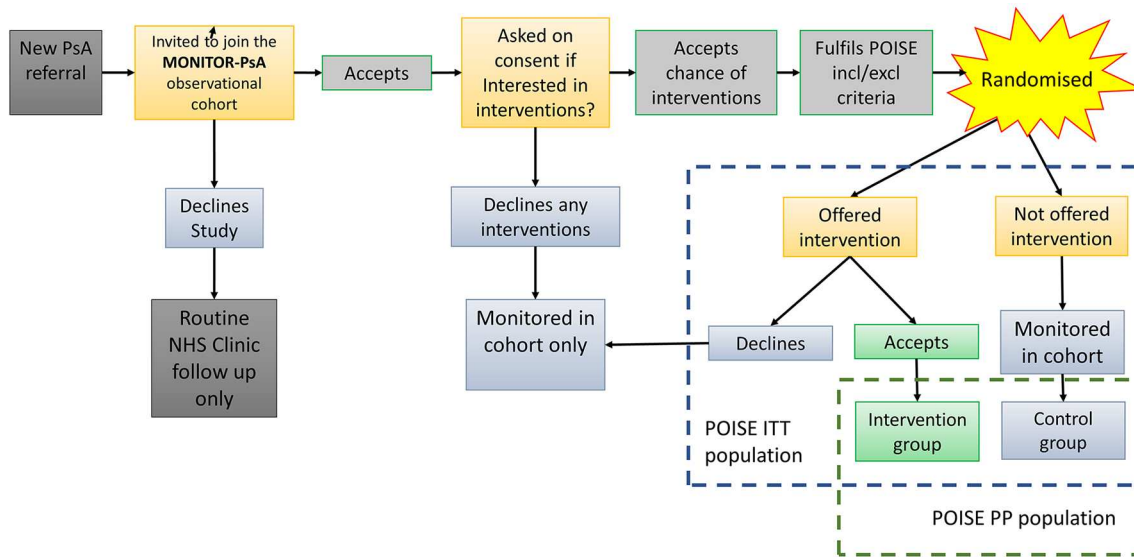 New PsA
referral
Invited to join the
MONITOR-PsA
observational
cohort
Accepts
Asked on
consent if
Interested in
interventions?
Accepts
chance of
interventions
Fulfils POISE
incl/excl
criteria
Randomised
Declines
Study
Declines any
interventions
Offered
intervention
Not offered
intervention
Routine
NHS Clinic
follow up
only
Monitored in
cohort only
Declines
Accepts
Monitored
in cohort
POISE ITT
population
Intervention
group
Control
group
POISE PP population